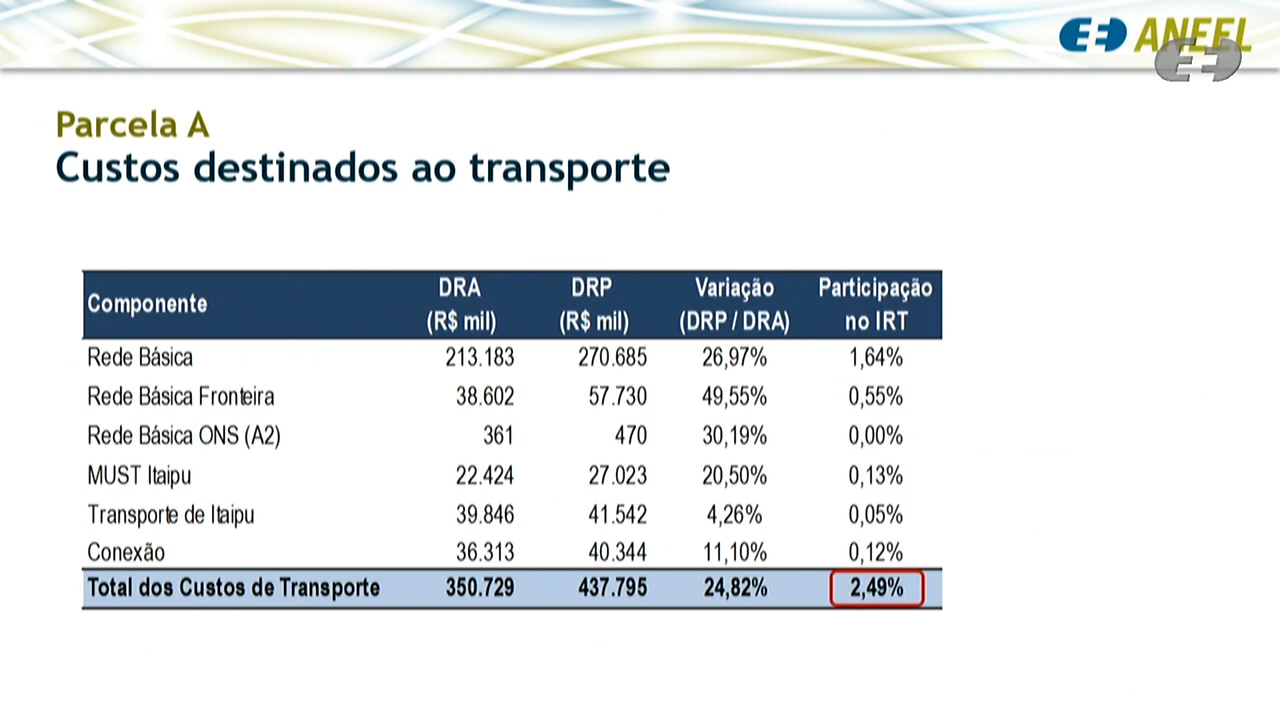 ANEEL
Parcela A
Custos destinados ao transporte
Componente DRA (R$ mil) DRP (R$ mil) Variação (DRP / DRA) Participação no IRT
Rede Básica 213.183 270.685 26,97% 1,64%
Rede Básica Fronteira 38.602 57.730 49,55% 0,55%
Rede Básica ONS (A2) 361 470 30,19% 0,00%
MUST Itaipu 22.424 27.023 20,50% 0,13%
Transporte de Itaipu 39.846 41.542 4,26% 0,05%
Conexão 36.313 40.344 11,10% 0,12%
Total dos Custos de Transporte 350.729 437.795 24,82% 2,49%